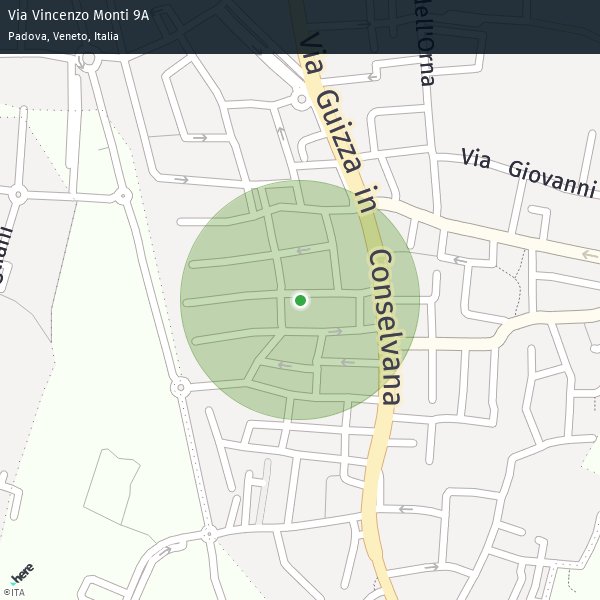 Via Vincenzo Monti 9A
Padova, Veneto, Italia
dell'Orna
Via Guizza in Conselvana
Via Giovanni
here
©ITA